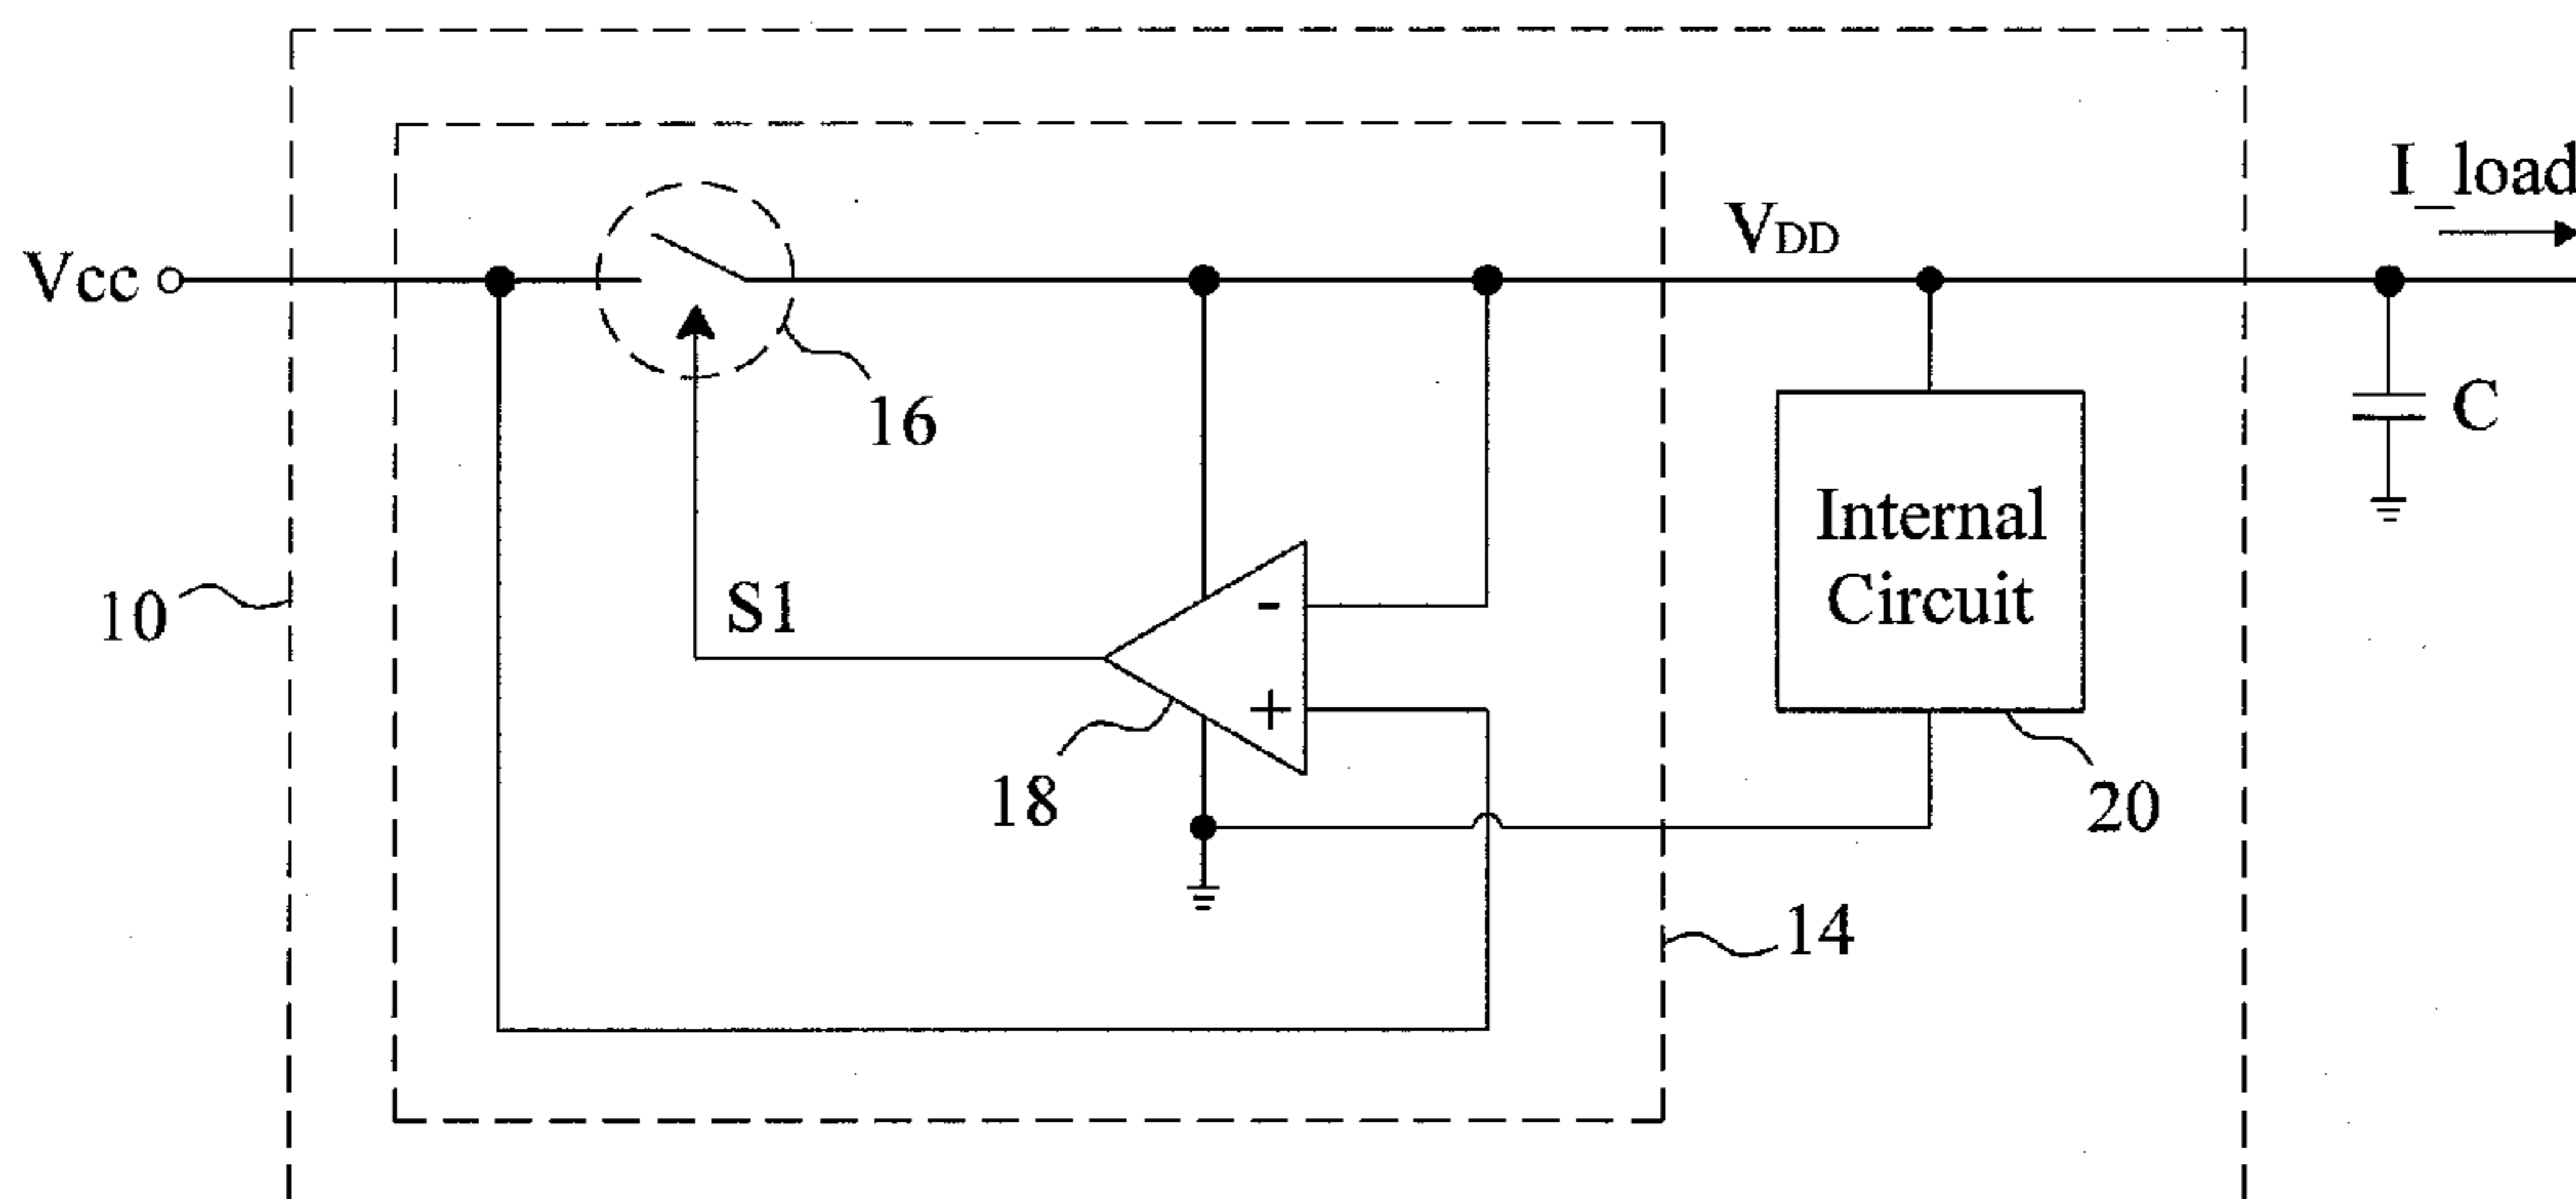 I_load
VDD
Vcc
16
C
Internal
Circuit
10
S1
-
+
18
20
14